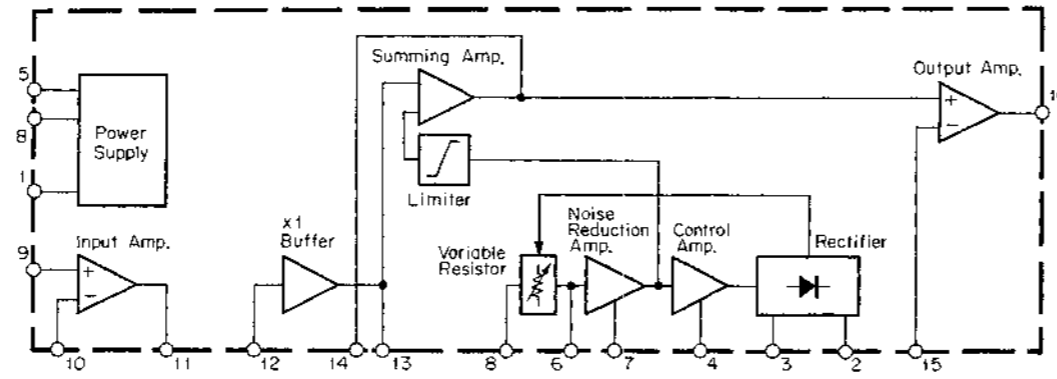 Summing Amp.
Output Amp.
5
8
Power
Supply
1
+
−
Limiter
Input Amp.
x1
Buffer
Noise
Reduction
Amp.
Control
Amp.
Rectifier
Variable
Resistor
9
+
−
10
11
12
14
13
8
6
7
4
3
2
15